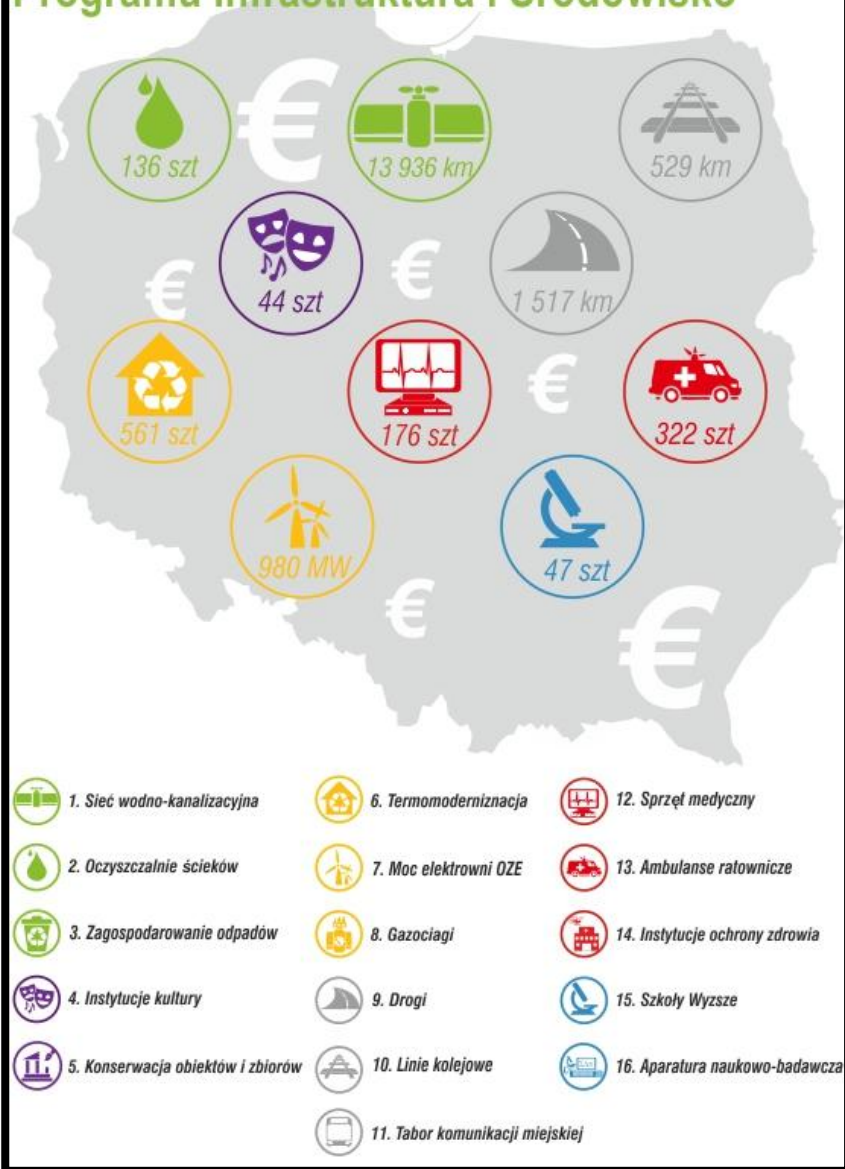 Programu Infrastruktura i Środowisko
136 szt
13 936 km
529 km
44 szt
1 517 km
561 szt
176 szt
322 szt
980 MW
47 szt
1. Sieć wodno-kanalizacyjna
2. Oczyszczalnie ścieków
3. Zagospodarowanie odpadów
4. Instytucje kultury
5. Konserwacja obiektów i zbiorów
6. Termomoderniznacja
7. Moc elektrowni OZE
8. Gazociagi
9. Drogi
10. Linie kolejowe
11. Tabor komunikacji miejskiej
12. Sprzęt medyczny
13. Ambulanse ratownicze
14. Instytucje ochrony zdrowia
15. Szkoły Wyzsze
16. Aparatura naukowo-badawcza